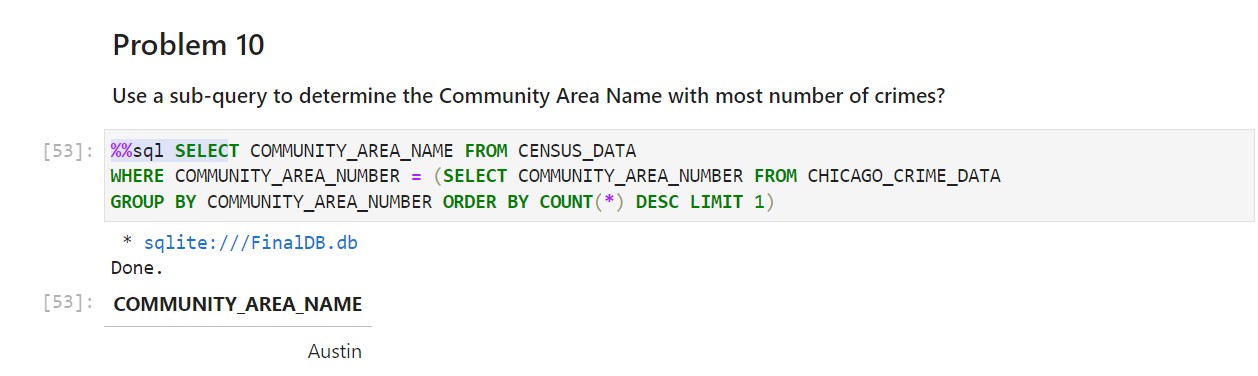 Problem 10
Use a sub-query to determine the Community Area Name with most number of crimes?
[53]: %%sql SELECT COMMUNITY_AREA_NAME FROM CENSUS_DATA
WHERE COMMUNITY_AREA_NUMBER = (SELECT COMMUNITY_AREA_NUMBER FROM CHICAGO_CRIME_DATA
GROUP BY COMMUNITY_AREA_NUMBER ORDER BY COUNT(*) DESC LIMIT 1)
* sqlite:///FinalDB.db
Done.
[53]: COMMUNITY_AREA_NAME
Austin